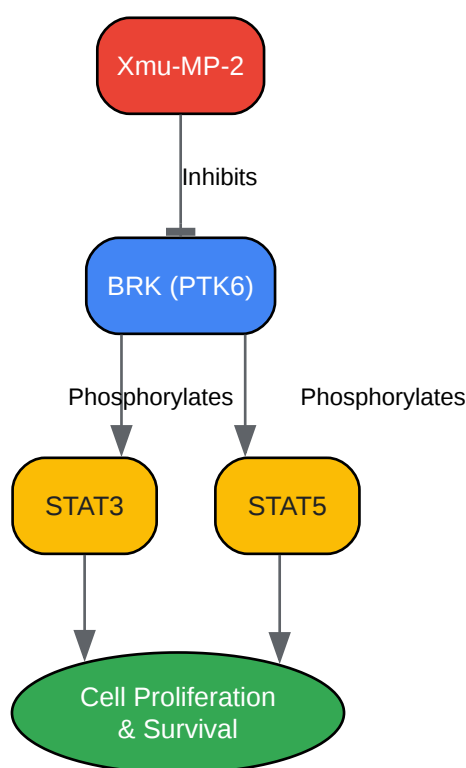 Xmu-MP-2
Inhibits
BRK (PTK6)
Phosphorylates
Phosphorylates
STAT3
STAT5
Cell Proliferation
& Survival